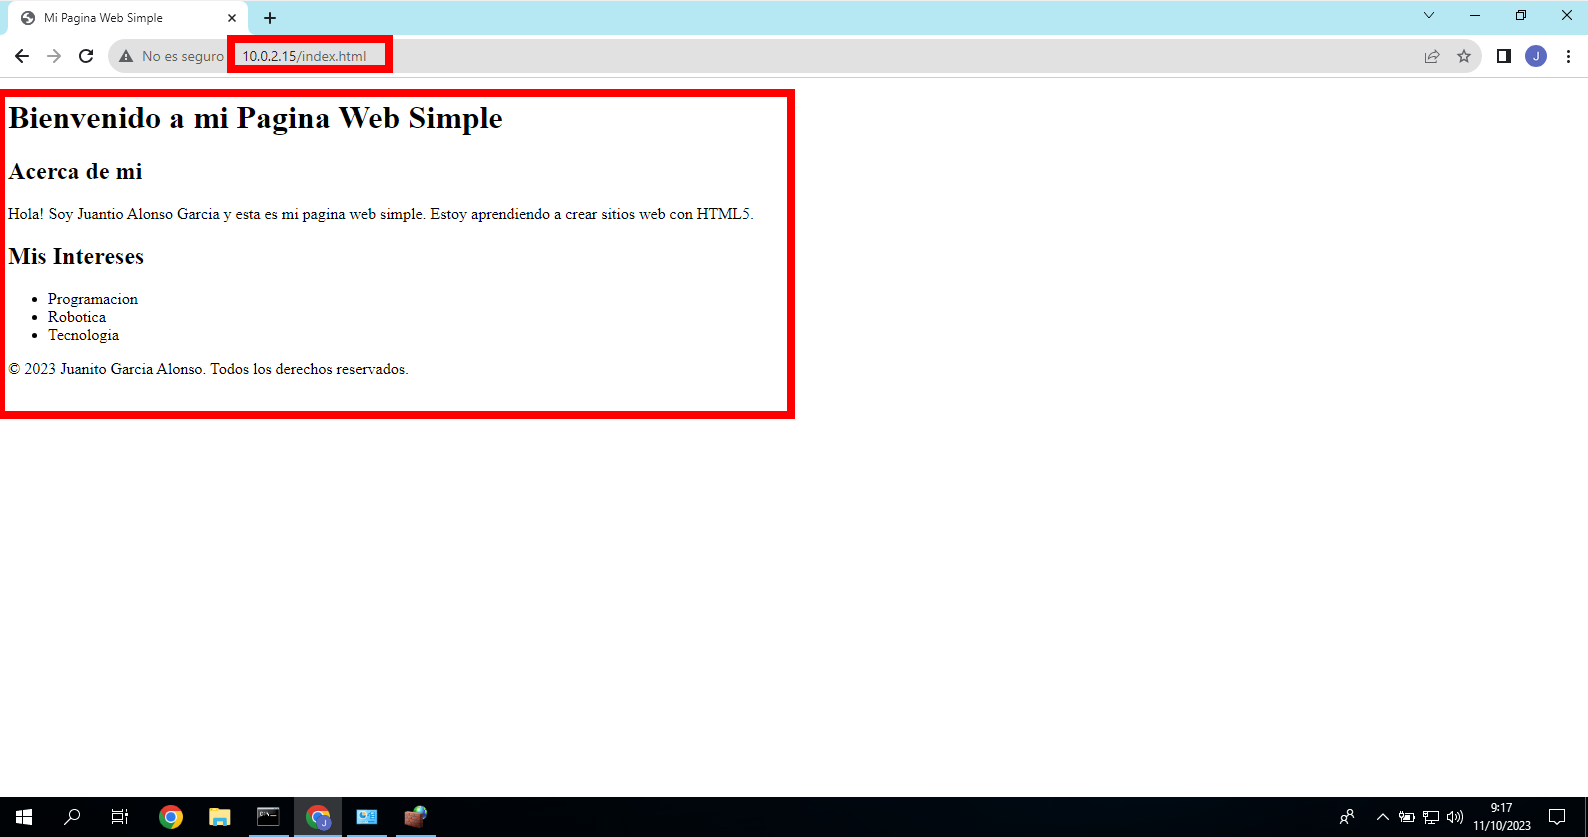 Mi Pagina Web Simple
No es seguro
10.0.2.15/index.html
J
Bienvenido a mi Pagina Web Simple
Acerca de mi
Hola! Soy Juantio Alonso Garcia y esta es mi pagina web simple. Estoy aprendiendo a crear sitios web con HTML5.
Mis Intereses
Programacion
Robotica
Tecnologia
© 2023 Juanito Garcia Alonso. Todos los derechos reservados.
J
9:17
11/10/2023